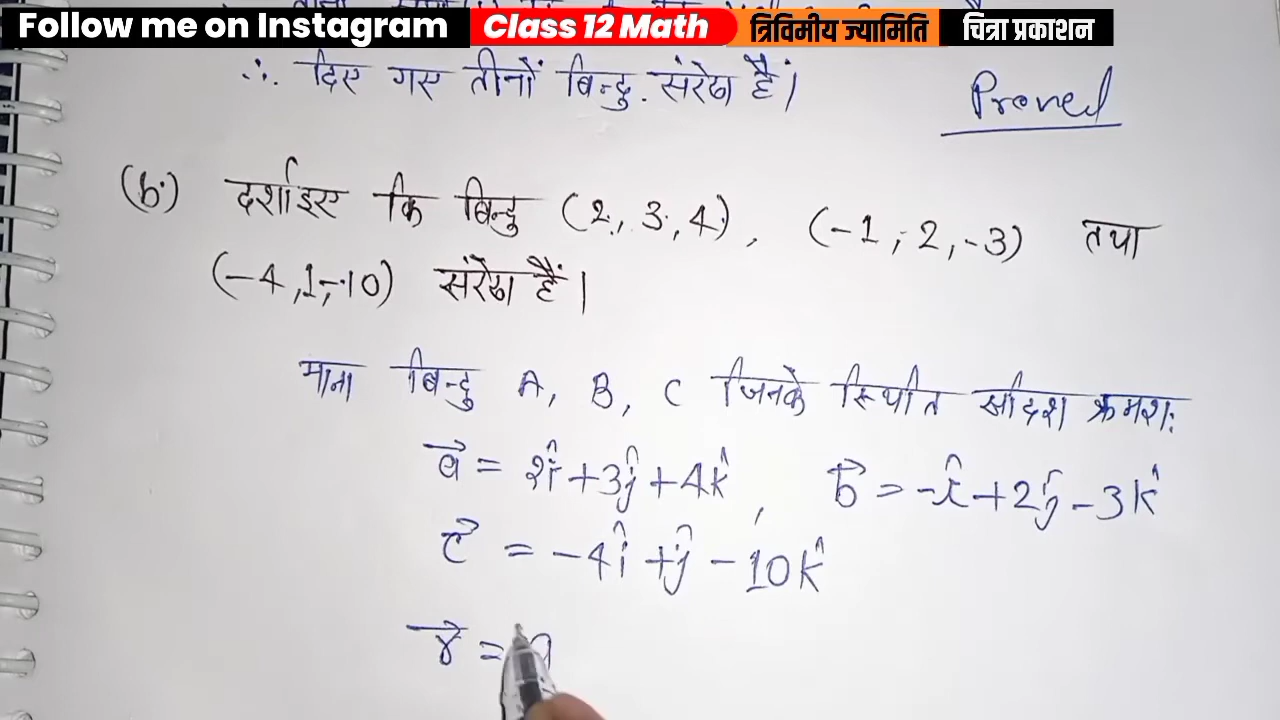 Follow me on Instagram Class 12 Math त्रिविमीय ज्यामिति चित्रा प्रकाशन
∴ दिए गए तीनों बिन्दु संरेख हैं।
Proved
(b) दर्शाइए कि बिन्दु (2, 3, 4), (-1, 2, -3) तथा
(-4, 1, -10) संरेख हैं।
माना बिन्दु A, B, C जिनके स्थिति सदिश क्रमशः
a⃗ = 2î + 3ĵ + 4k̂, b⃗ = -î + 2ĵ - 3k̂
c⃗ = -4î + ĵ - 10k̂
r⃗ =